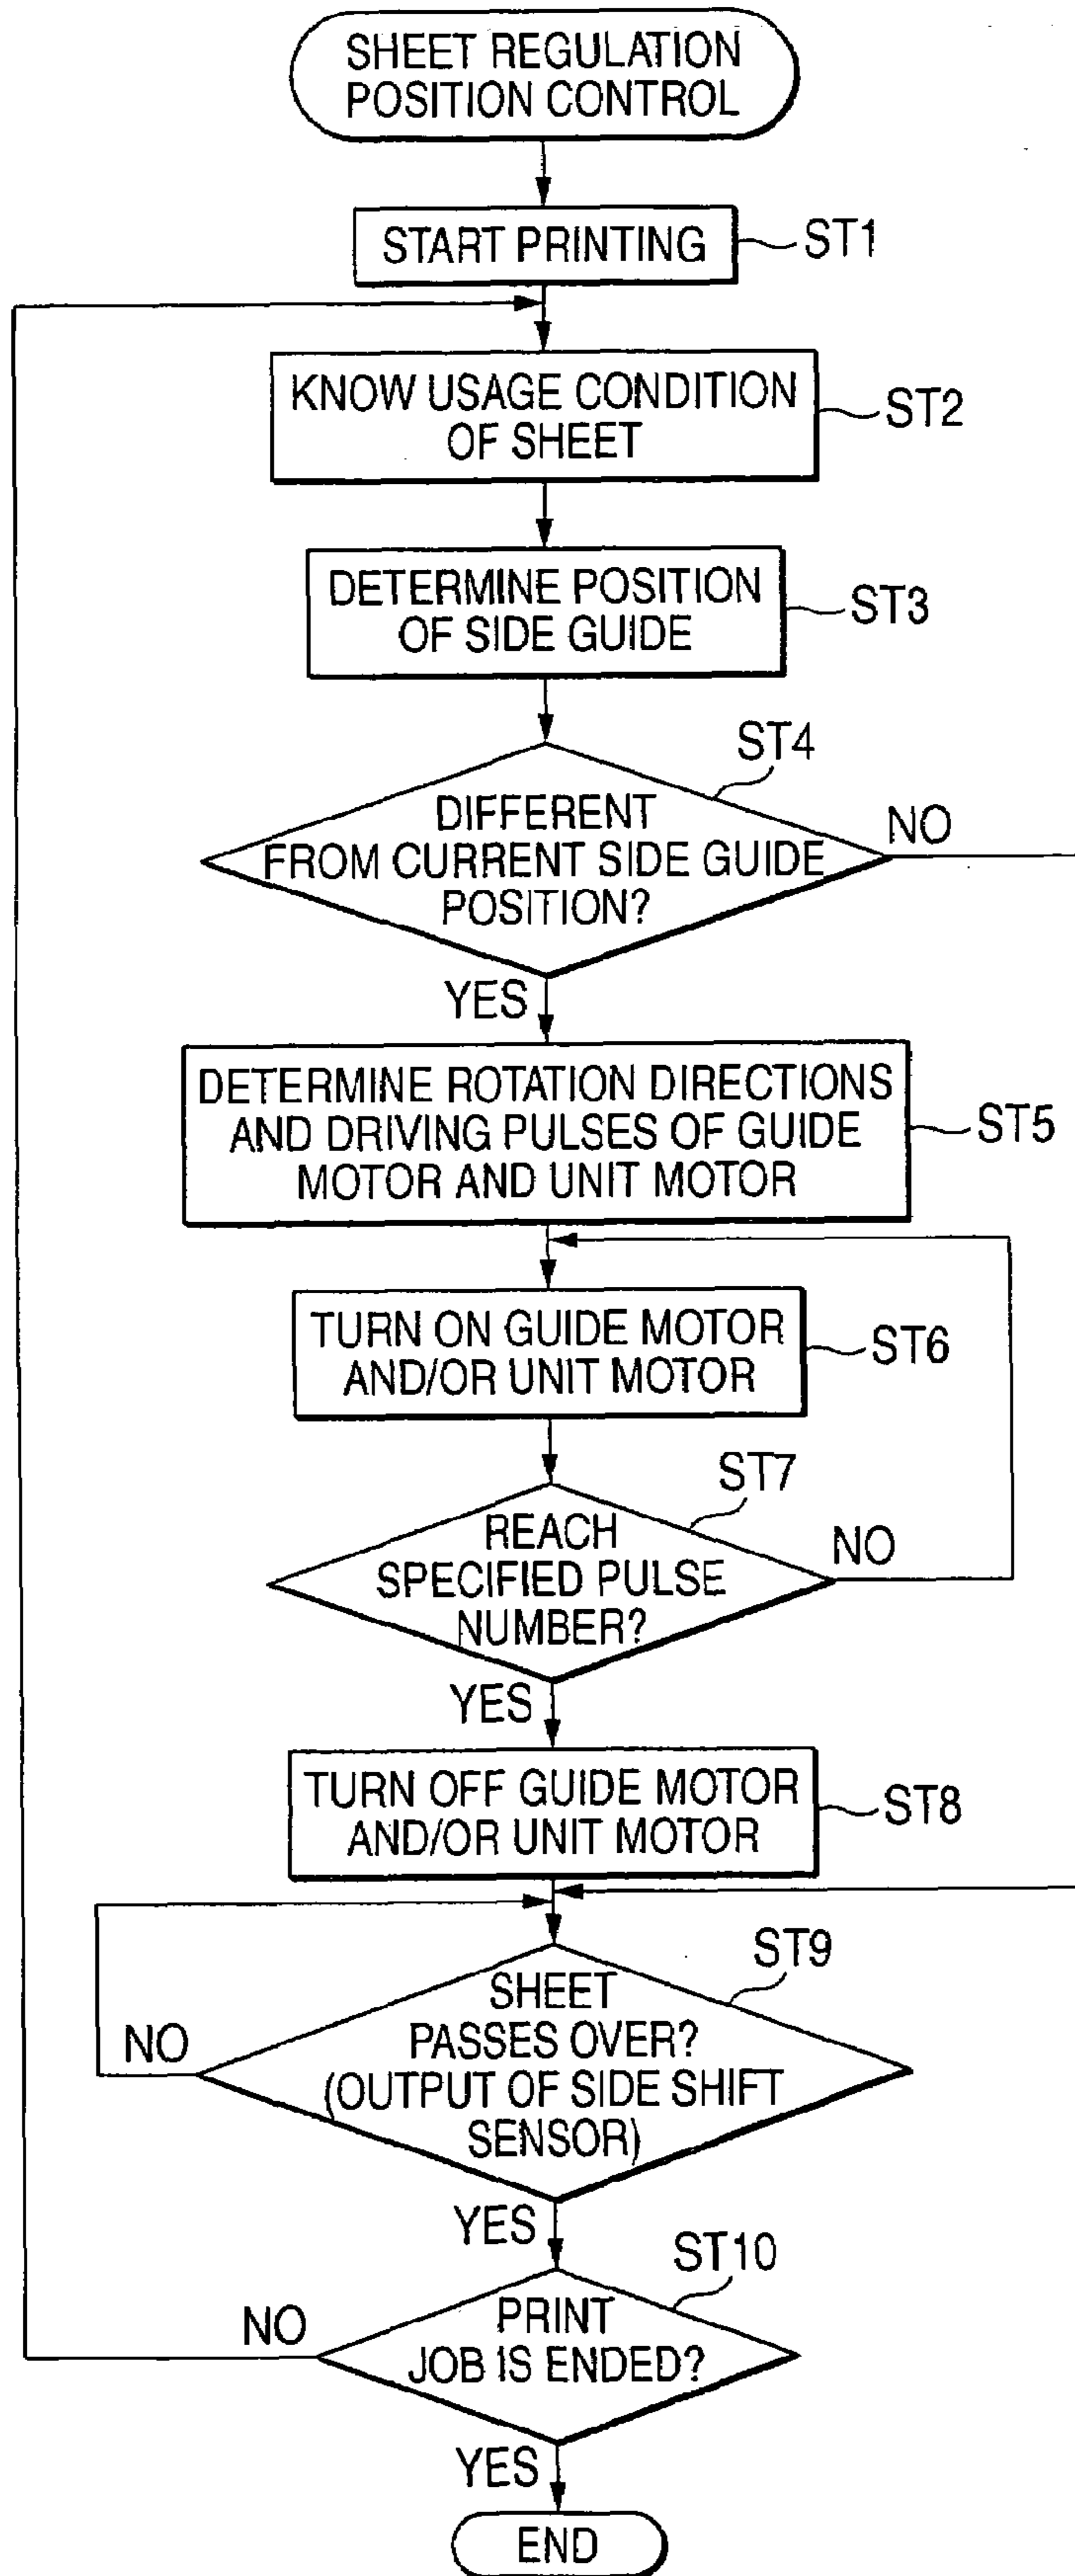 SHEET REGULATION
POSITION CONTROL
START PRINTING
ST1
KNOW USAGE CONDITION
OF SHEET
ST2
DETERMINE POSITION
OF SIDE GUIDE
ST3
ST4
DIFFERENT
FROM CURRENT SIDE GUIDE
POSITION?
NO
YES
DETERMINE ROTATION DIRECTIONS
AND DRIVING PULSES OF GUIDE
MOTOR AND UNIT MOTOR
ST5
TURN ON GUIDE MOTOR
AND/OR UNIT MOTOR
ST6
ST7
REACH
SPECIFIED PULSE
NUMBER?
NO
YES
TURN OFF GUIDE MOTOR
AND/OR UNIT MOTOR
ST8
ST9
SHEET
PASSES OVER?
(OUTPUT OF SIDE SHIFT
SENSOR)
NO
YES
ST10
PRINT
JOB IS ENDED?
NO
YES
END